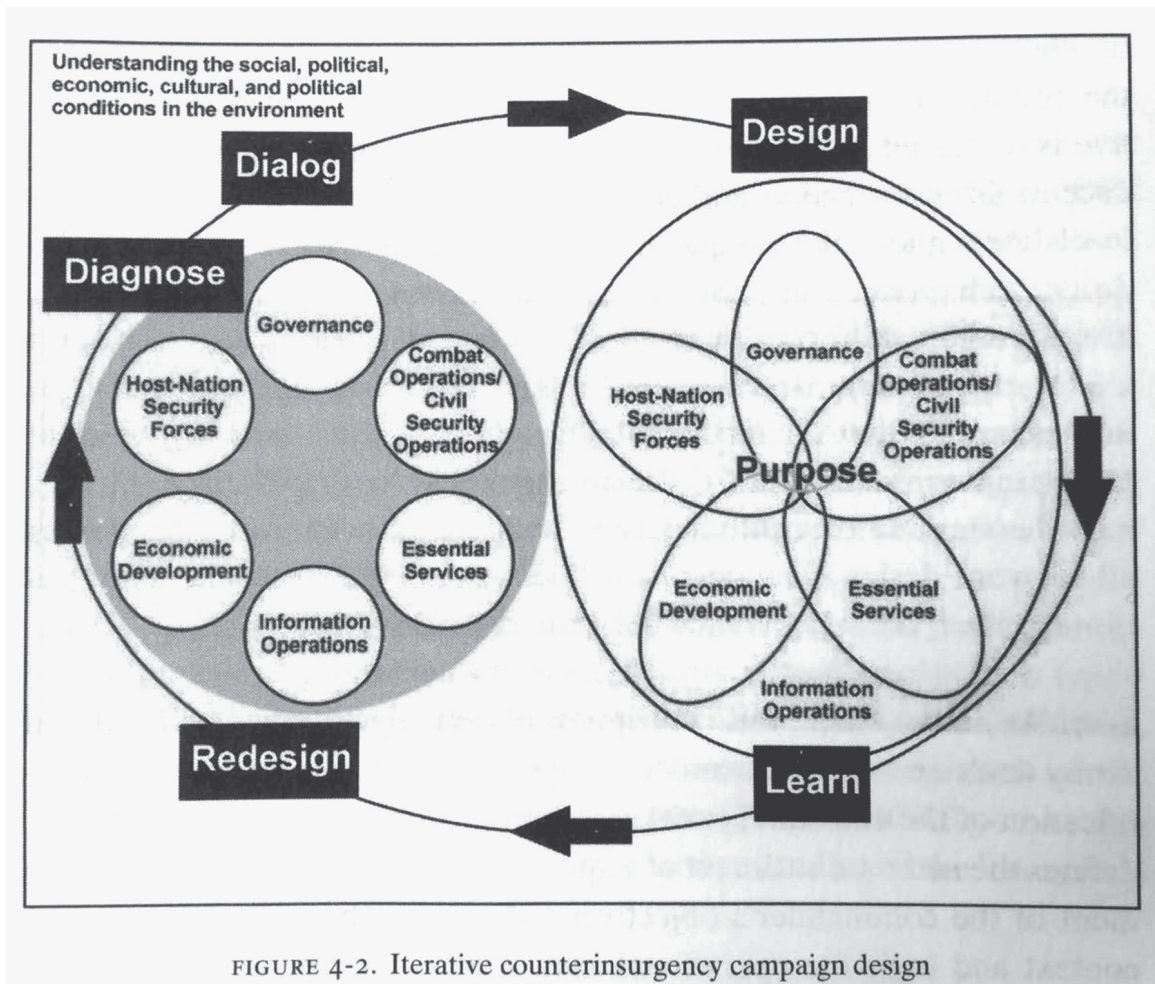 Understanding the social, political,
economic, cultural, and political
conditions in the environment
Dialog
Design
Diagnose
Governance
Combat
Operations/
Civil
Security
Operations
Host-Nation
Security
Forces
Economic
Development
Essential
Services
Information
Operations
Governance
Combat
Operations/
Civil
Security
Operations
Host-Nation
Security
Forces
Purpose
Economic
Development
Essential
Services
Information
Operations
Redesign
Learn
FIGURE 4-2. Iterative counterinsurgency campaign design